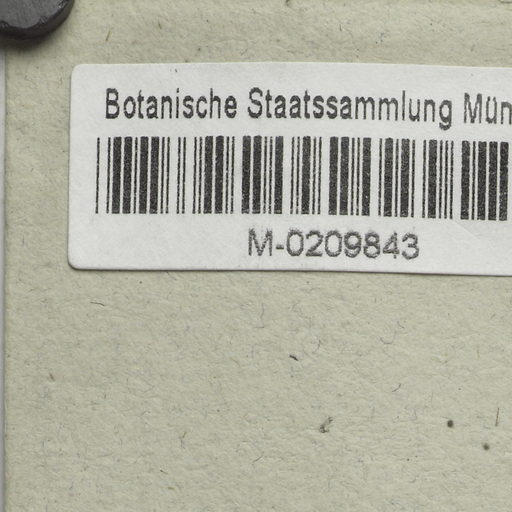 Botanische Staatssammlung Mün
M-0209843